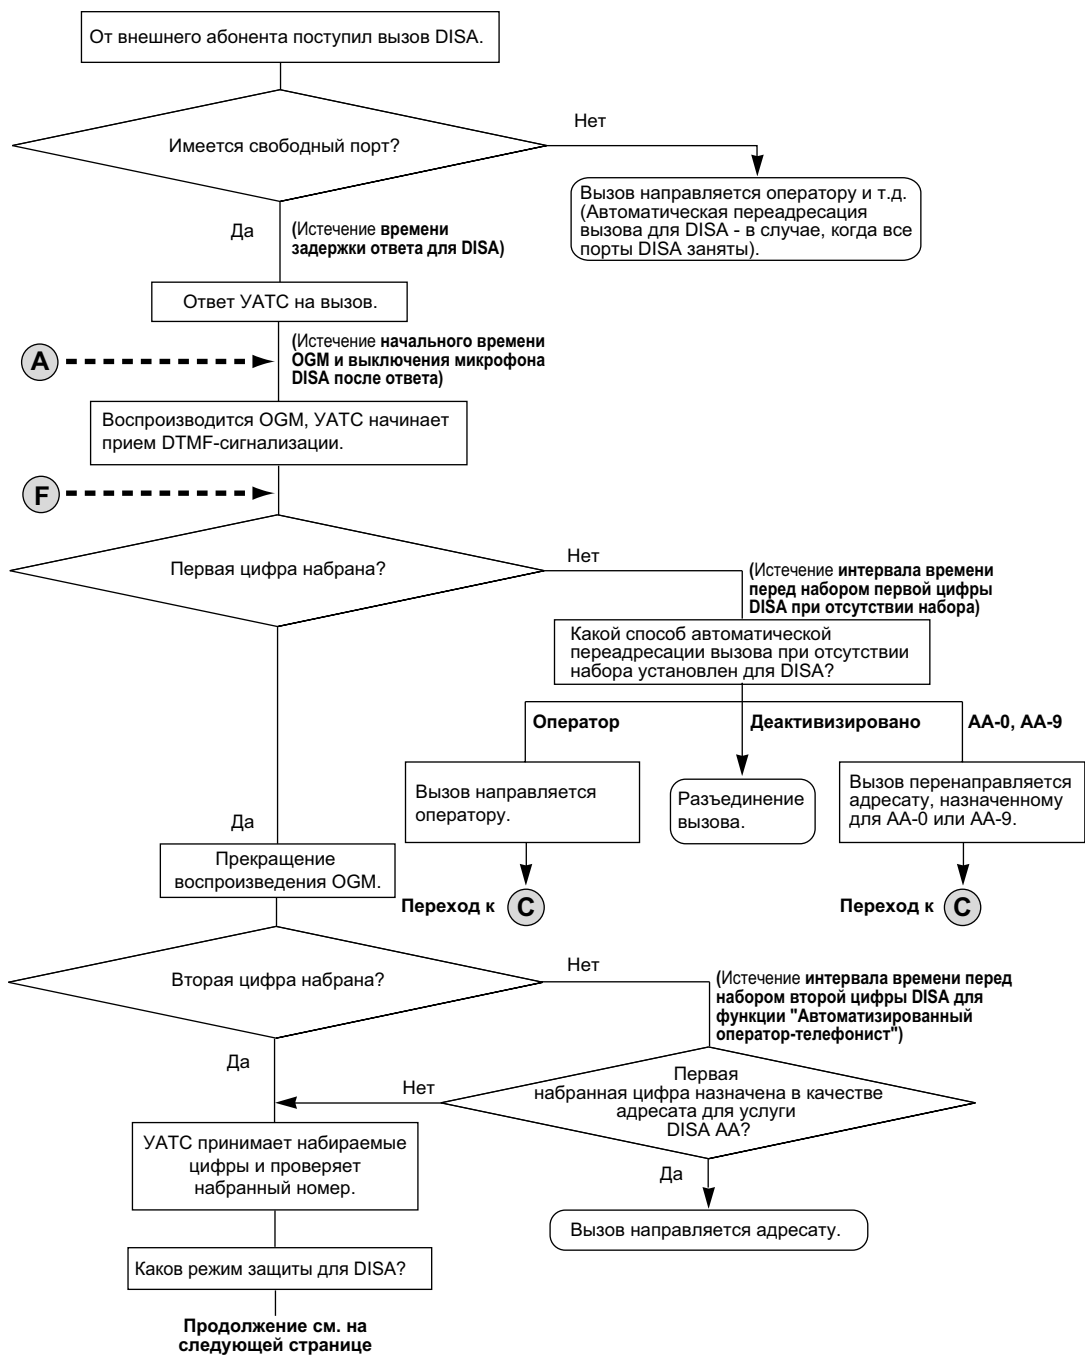 От внешнего абонента поступил вызов DISA.
Имеется свободный порт?
Нет
Вызов направляется оператору и т.д.
(Автоматическая переадресация
вызова для DISA - в случае, когда все
порты DISA заняты).
Да
(Истечение времени
задержки ответа для DISA)
Ответ УАТС на вызов.
A
(Истечение начального времени
OGM и выключения микрофона
DISA после ответа)
Воспроизводится OGM, УАТС начинает
прием DTMF-сигнализации.
F
Первая цифра набрана?
Нет
(Истечение интервала времени
перед набором первой цифры
DISA при отсутствии набора)
Какой способ автоматической
переадресации вызова при отсутствии
набора установлен для DISA?
Оператор
Деактивизировано
AA-0, AA-9
Вызов направляется
оператору.
Разъединение
вызова.
Вызов перенаправляется
адресату, назначенному
для AA-0 или AA-9.
Переход к C
Переход к C
Да
Прекращение
воспроизведения OGM.
Вторая цифра набрана?
Нет
(Истечение интервала времени перед
набором второй цифры DISA для
функции "Автоматизированный
оператор-телефонист")
Да
Первая
набранная цифра назначена в качестве
адресата для услуги
DISA AA?
Нет
Да
Вызов направляется адресату.
УАТС принимает набираемые
цифры и проверяет
набранный номер.
Каков режим защиты для DISA?
Продолжение см. на
следующей странице